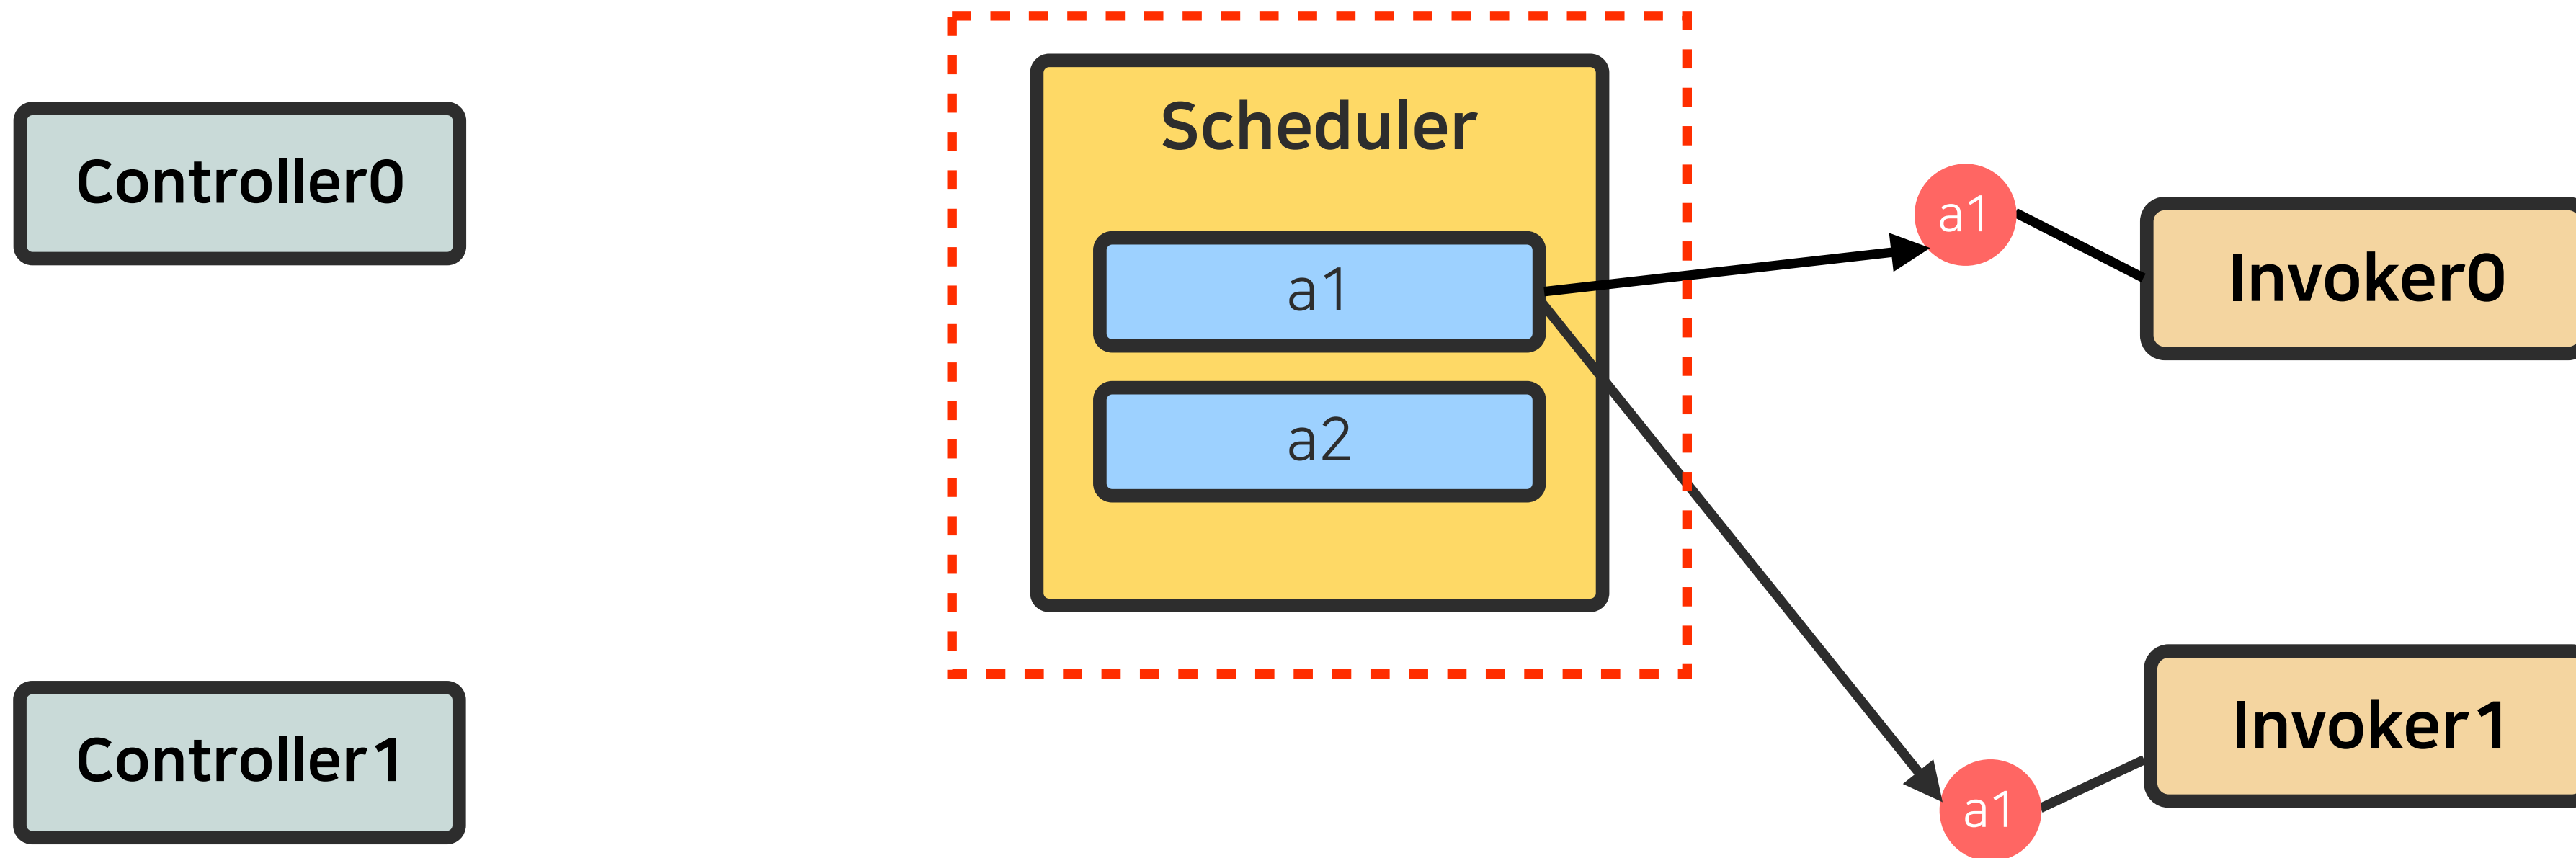 Controller0
Scheduler
a1
a2
a1
Invoker0
Controller1
a1
Invoker1